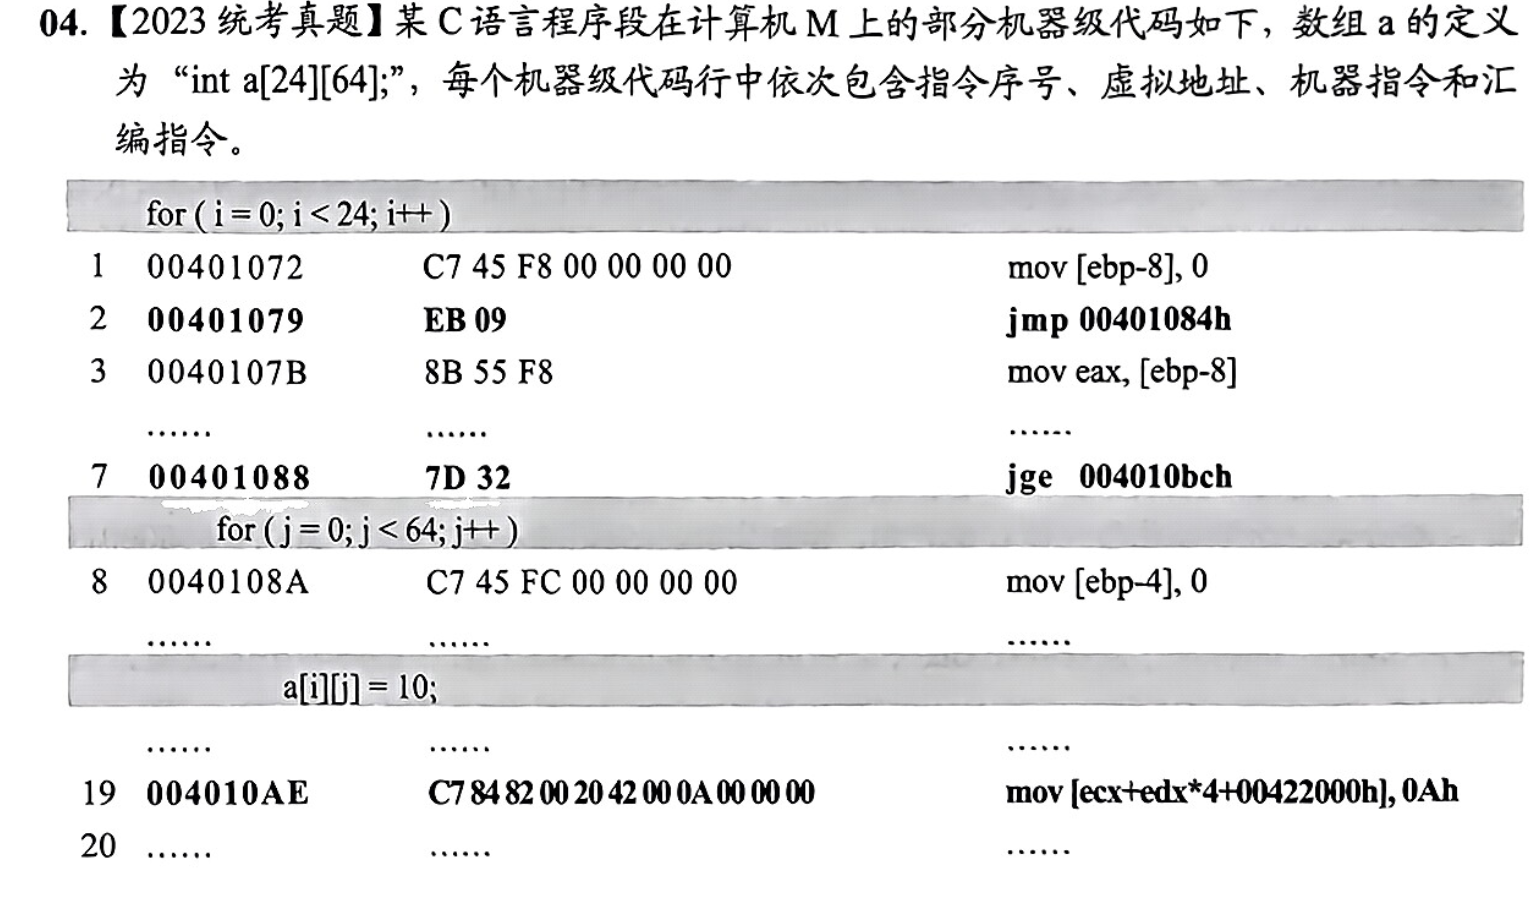 04.【2023 统考真题】某 C 语言程序段在计算机 M 上的部分机器级代码如下，数组 a 的定义
为 “int a[24][64];”，每个机器级代码行中依次包含指令序号、虚拟地址、机器指令和汇
编指令。
for ( i = 0; i < 24; i++ )
1 00401072 C7 45 F8 00 00 00 00 mov [ebp-8], 0
2 00401079 EB 09 jmp 00401084h
3 0040107B 8B 55 F8 mov eax, [ebp-8]
…… …… ……
7 00401088 7D 32 jge 004010bch
for ( j = 0; j < 64; j++ )
8 0040108A C7 45 FC 00 00 00 00 mov [ebp-4], 0
…… …… ……
a[i][j] = 10;
…… …… ……
19 004010AE C7 84 82 00 20 42 00 0A 00 00 00 mov [ecx+edx*4+00422000h], 0Ah
20 …… …… ……